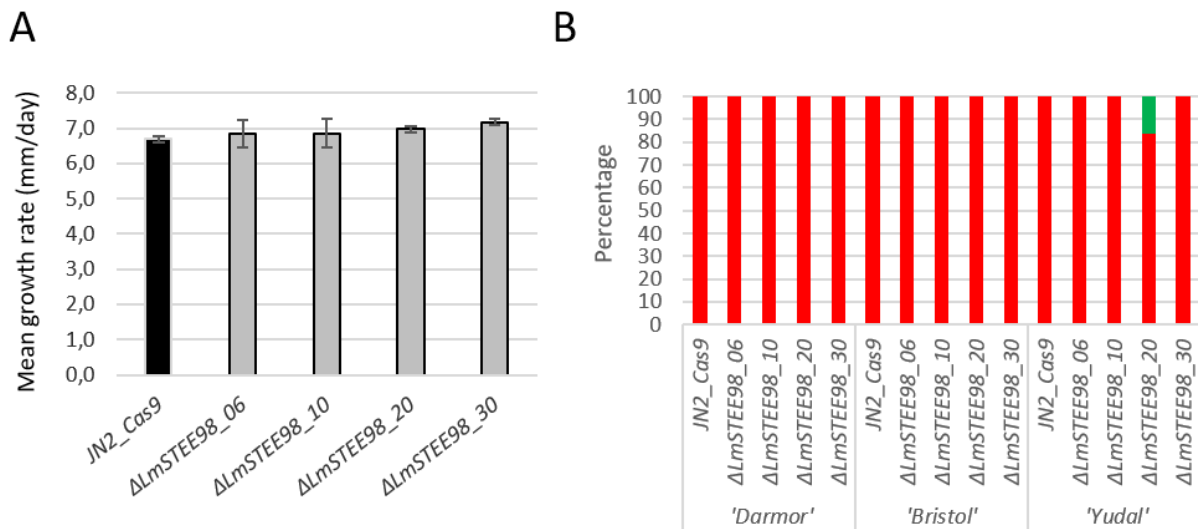 A
Mean growth rate (mm/day)
8,0
7,0
6,0
5,0
4,0
3,0
2,0
1,0
0,0
JN2_Cas9
ΔLmSTEE98_06
ΔLmSTEE98_10
ΔLmSTEE98_20
ΔLmSTEE98_30
B
Percentage
100
90
80
70
60
50
40
30
20
10
0
JN2_Cas9
ΔLmSTEE98_06
ΔLmSTEE98_10
ΔLmSTEE98_20
ΔLmSTEE98_30
JN2_Cas9
ΔLmSTEE98_06
ΔLmSTEE98_10
ΔLmSTEE98_20
ΔLmSTEE98_30
JN2_Cas9
ΔLmSTEE98_06
ΔLmSTEE98_10
ΔLmSTEE98_20
ΔLmSTEE98_30
'Darmor'
'Bristol'
'Yudal'